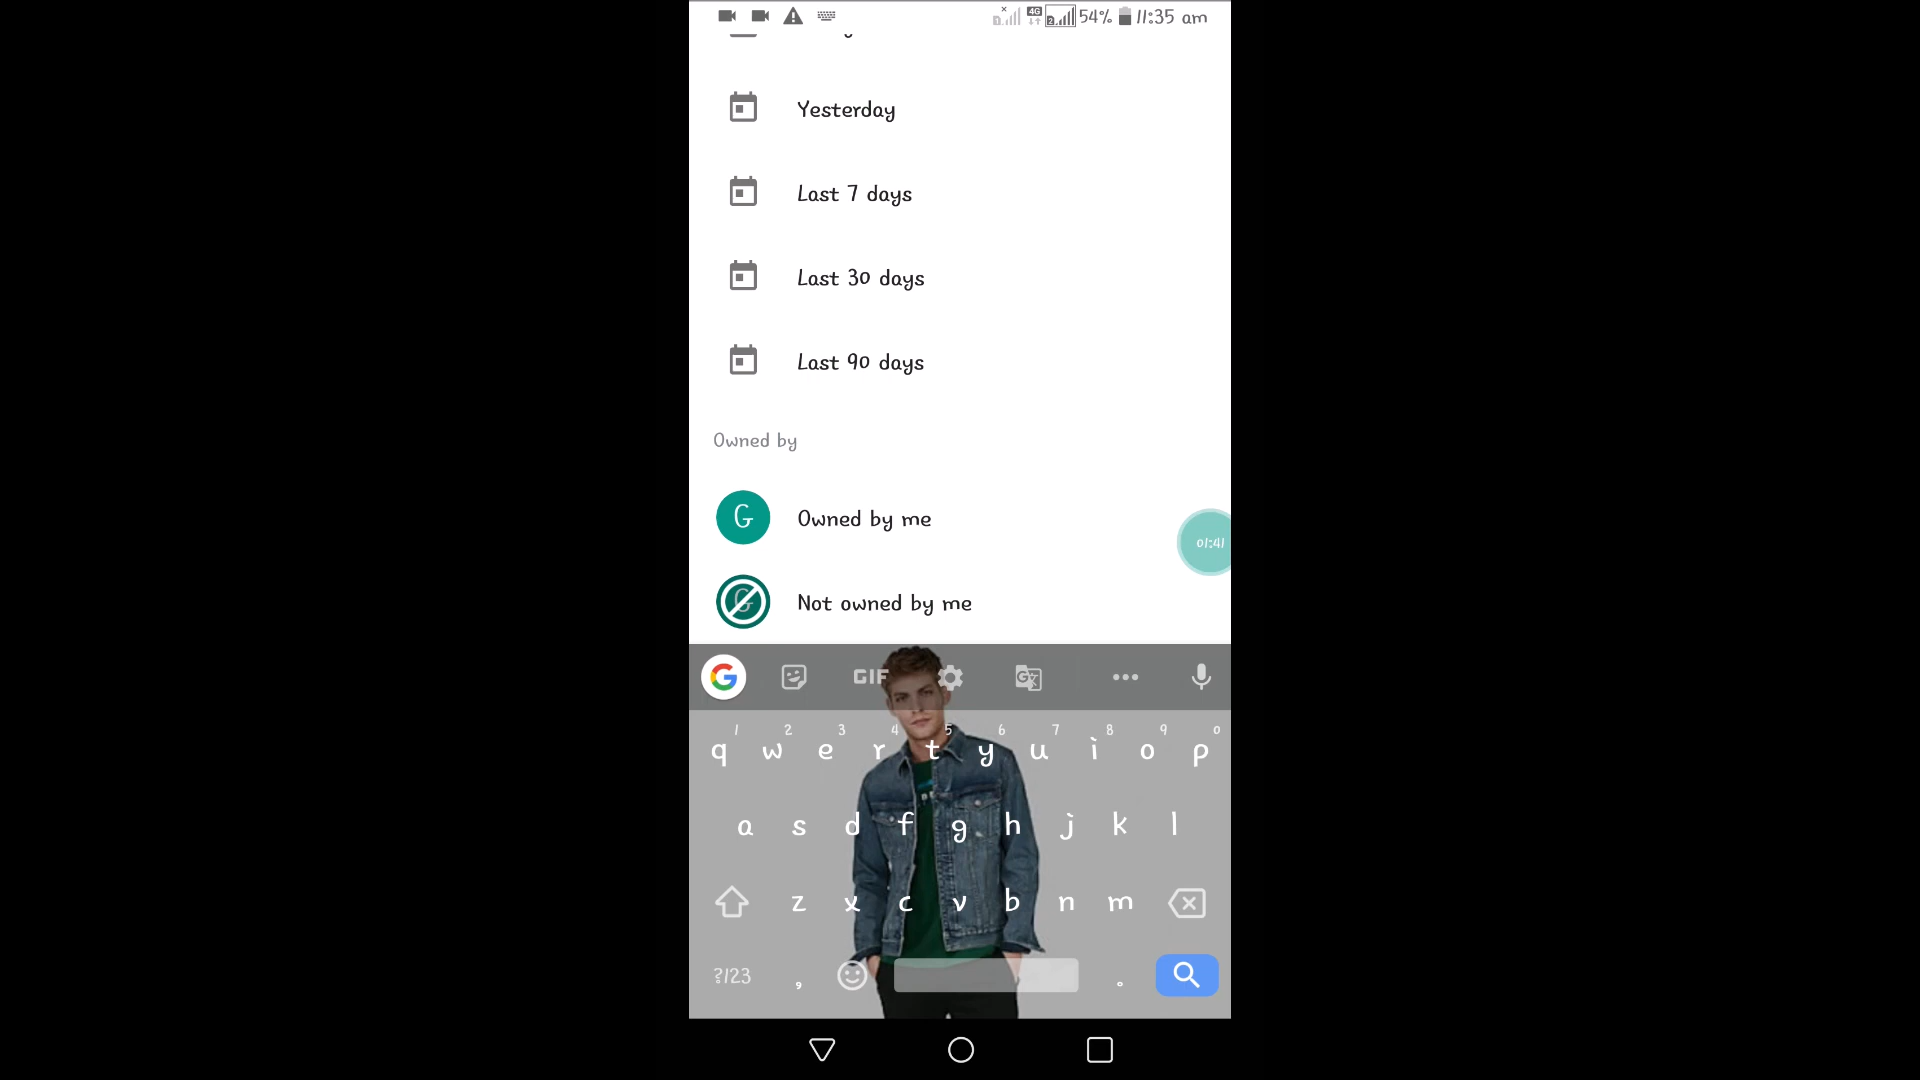 54% 11:35 am
Yesterday
Last 7 days
Last 30 days
Last 90 days
Owned by
G Owned by me
01:41
G Not owned by me
G GIF
1 2 3 4 5 6 7 8 9 0
q w e r t y u i o p
a s d f g h j k l
z x c v b n m
?123 , .